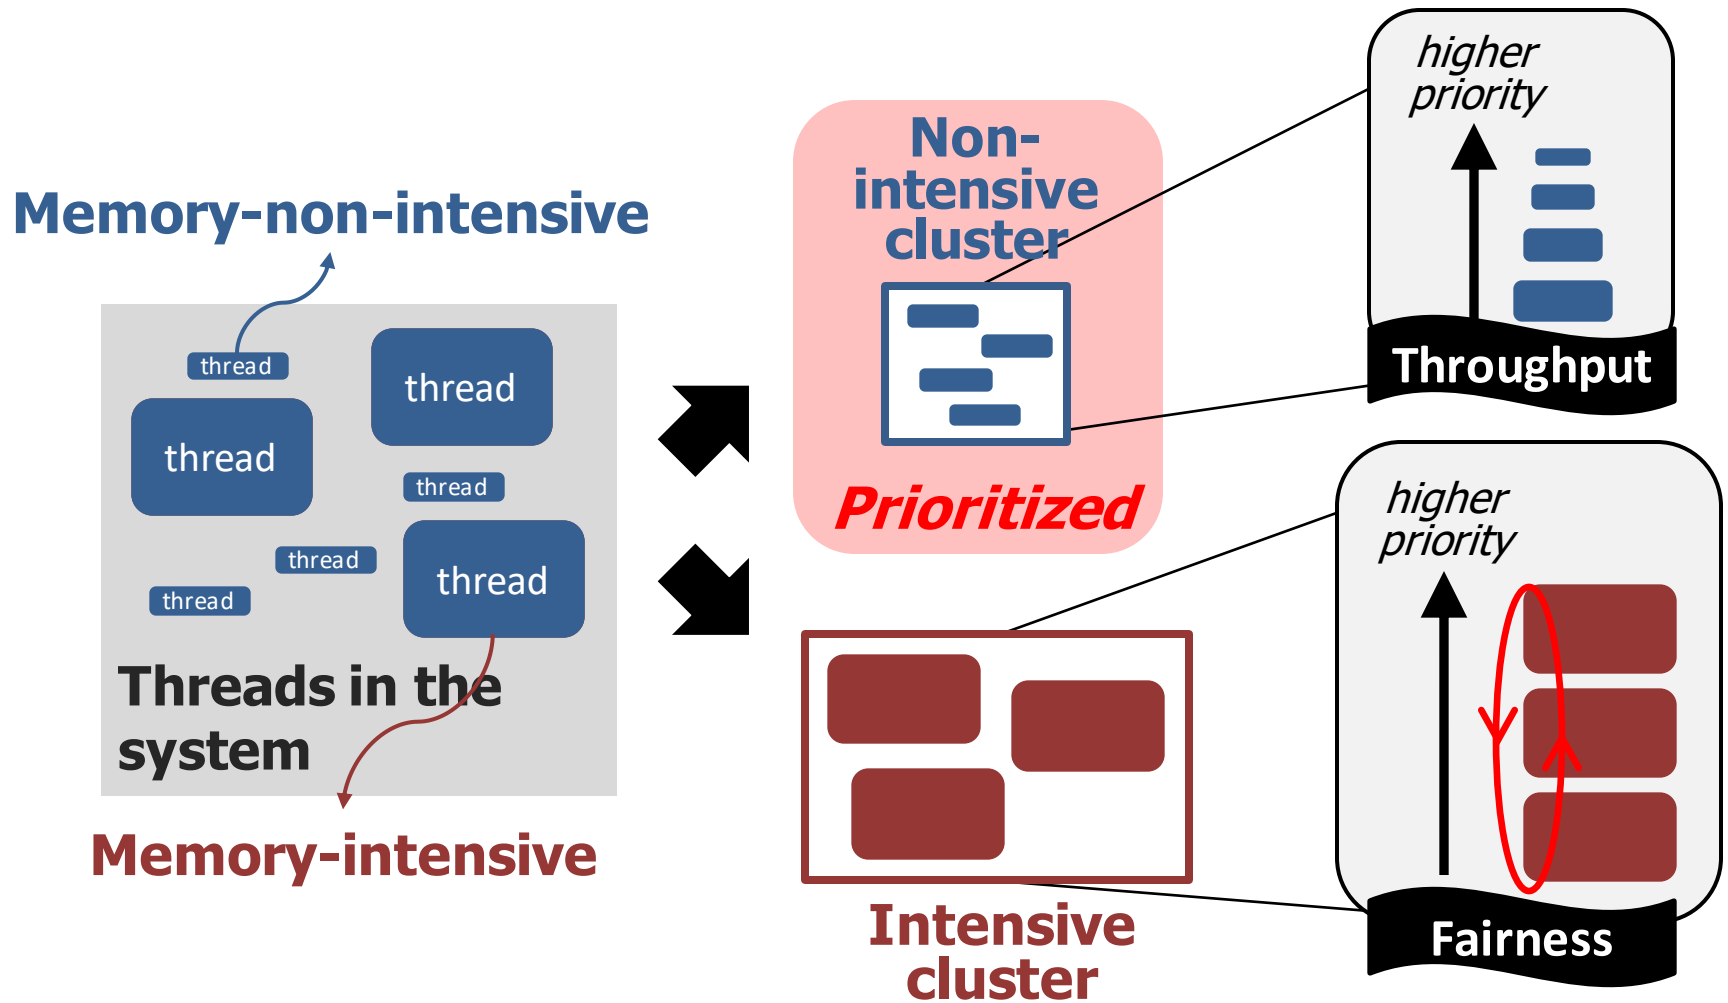 Memory-non-intensive
thread
thread
thread
thread
thread
thread
thread
Threads in the
system
Memory-intensive
Non-
intensive
cluster
Prioritized
Intensive
cluster
higher
priority
Throughput
higher
priority
Fairness